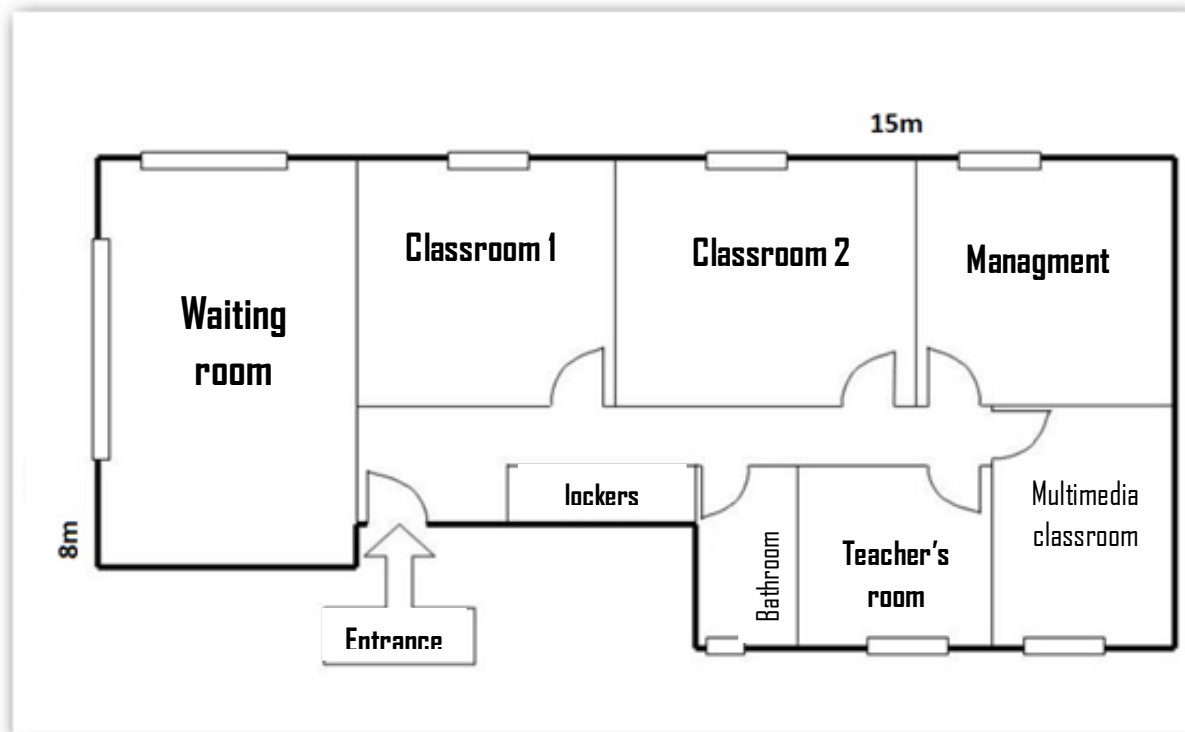 15m
Classroom 1
Classroom 2
Managment
Waiting
room
lockers
Multimedia
classroom
8m
Bathroom
Teacher's
room
Entrance